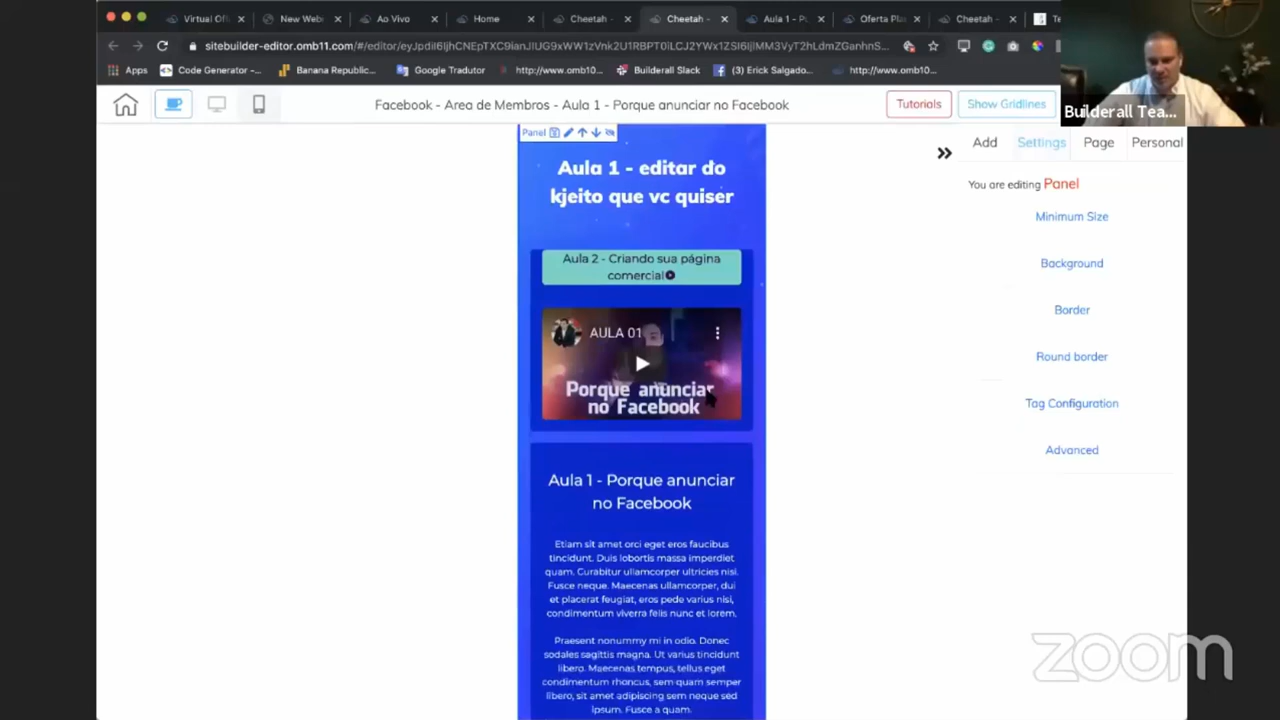 Virtual Of
New Web
Ao Vivo
Home
Cheetah -
Cheetah -
Aula 1 - P
Oferta Pla
Cheetah -
sitebuilder-editor.omb11.com/#/editor/
Apps
Code Generator -...
Banana Republic...
Google Tradutor
http://www.omb10...
Builderall Slack
(3) Erick Salgado...
http://www.omb10...
Builderall Tea...
Facebook - Area de Membros - Aula 1 - Porque anunciar no Facebook
Tutorials
Show Gridlines
Panel
Add
Settings
Page
Personal
You are editing Panel
Minimum Size
Background
Border
Round border
Tag Configuration
Advanced
Aula 1 - editar do
kjeito que vc quiser
Aula 2 - Criando sua página
comercial
AULA 01
Porque anunciar
no Facebook
Aula 1 - Porque anunciar
no Facebook
Etiam sit amet orci eget eros faucibus
tincidunt. Duis lobortis massa imperdiet
quam. Curabitur ullamcorper ultricies nisi.
Fusce neque. Maecenas ullamcorper, dui
et placerat feugiat, eros pede varius nisi,
condimentum viverra felis nunc et lorem.
Praesent nonummy mi in odio. Donec
sodales sagittis magna. Ut varius tincidunt
libero. Maecenas tempus, tellus eget
condimentum rhoncus, sem quam semper
libero, sit amet adipiscing sem neque sed
ipsum. Fusce a quam.
zoom